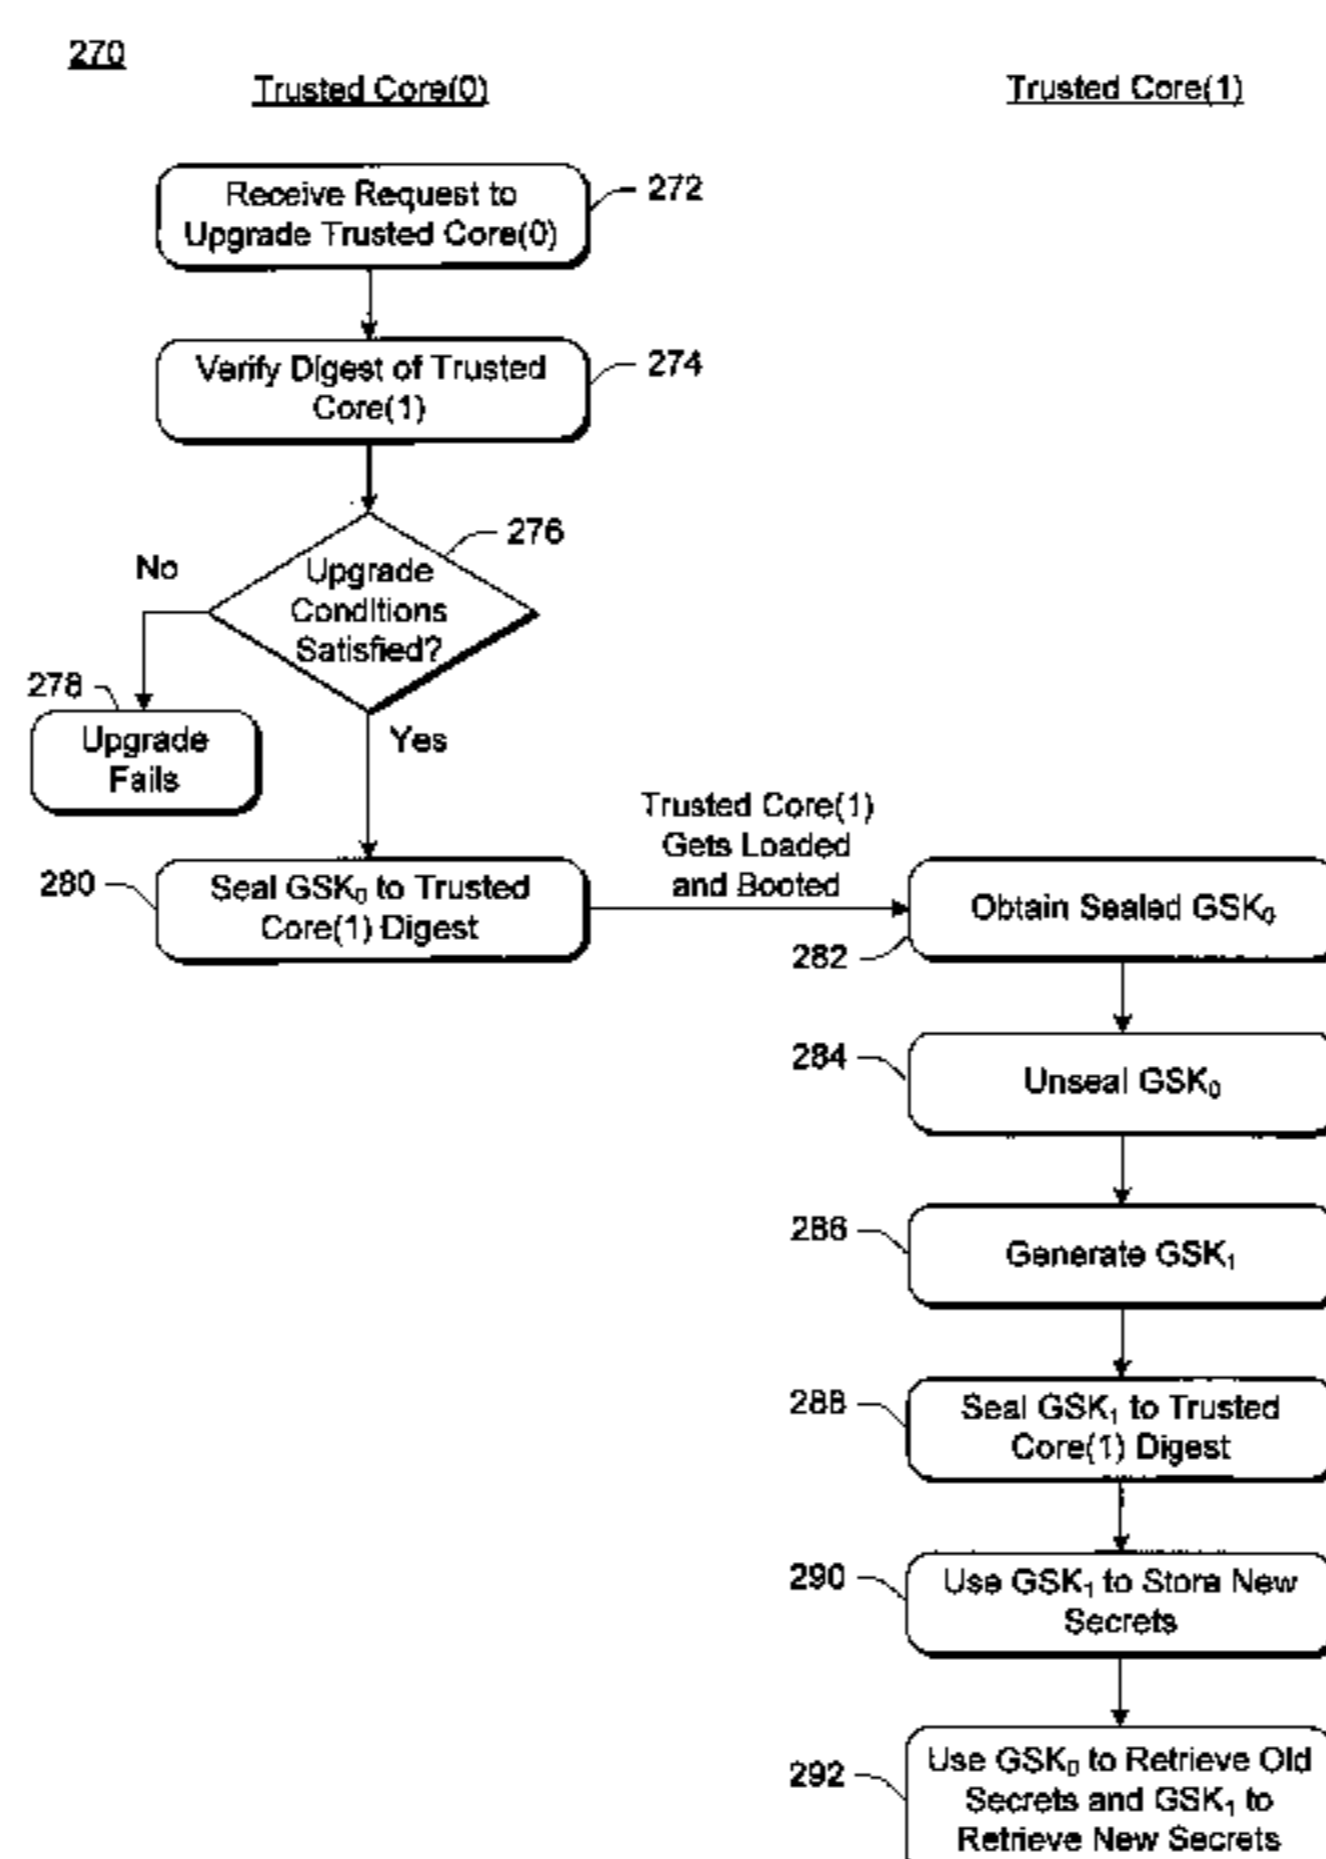 270
Trusted Core(0)
Trusted Core(1)
Receive Request to
Upgrade Trusted Core(0)
272
Verify Digest of Trusted
Core(1)
274
Upgrade
Conditions
Satisfied?
276
No
278
Upgrade
Fails
Yes
280
Seal GSK₀ to Trusted
Core(1) Digest
Trusted Core(1)
Gets Loaded
and Booted
Obtain Sealed GSK₀
282
284
Unseal GSK₀
286
Generate GSK₁
288
Seal GSK₁ to Trusted
Core(1) Digest
290
Use GSK₁ to Store New
Secrets
292
Use GSK₀ to Retrieve Old
Secrets and GSK₁ to
Retrieve New Secrets